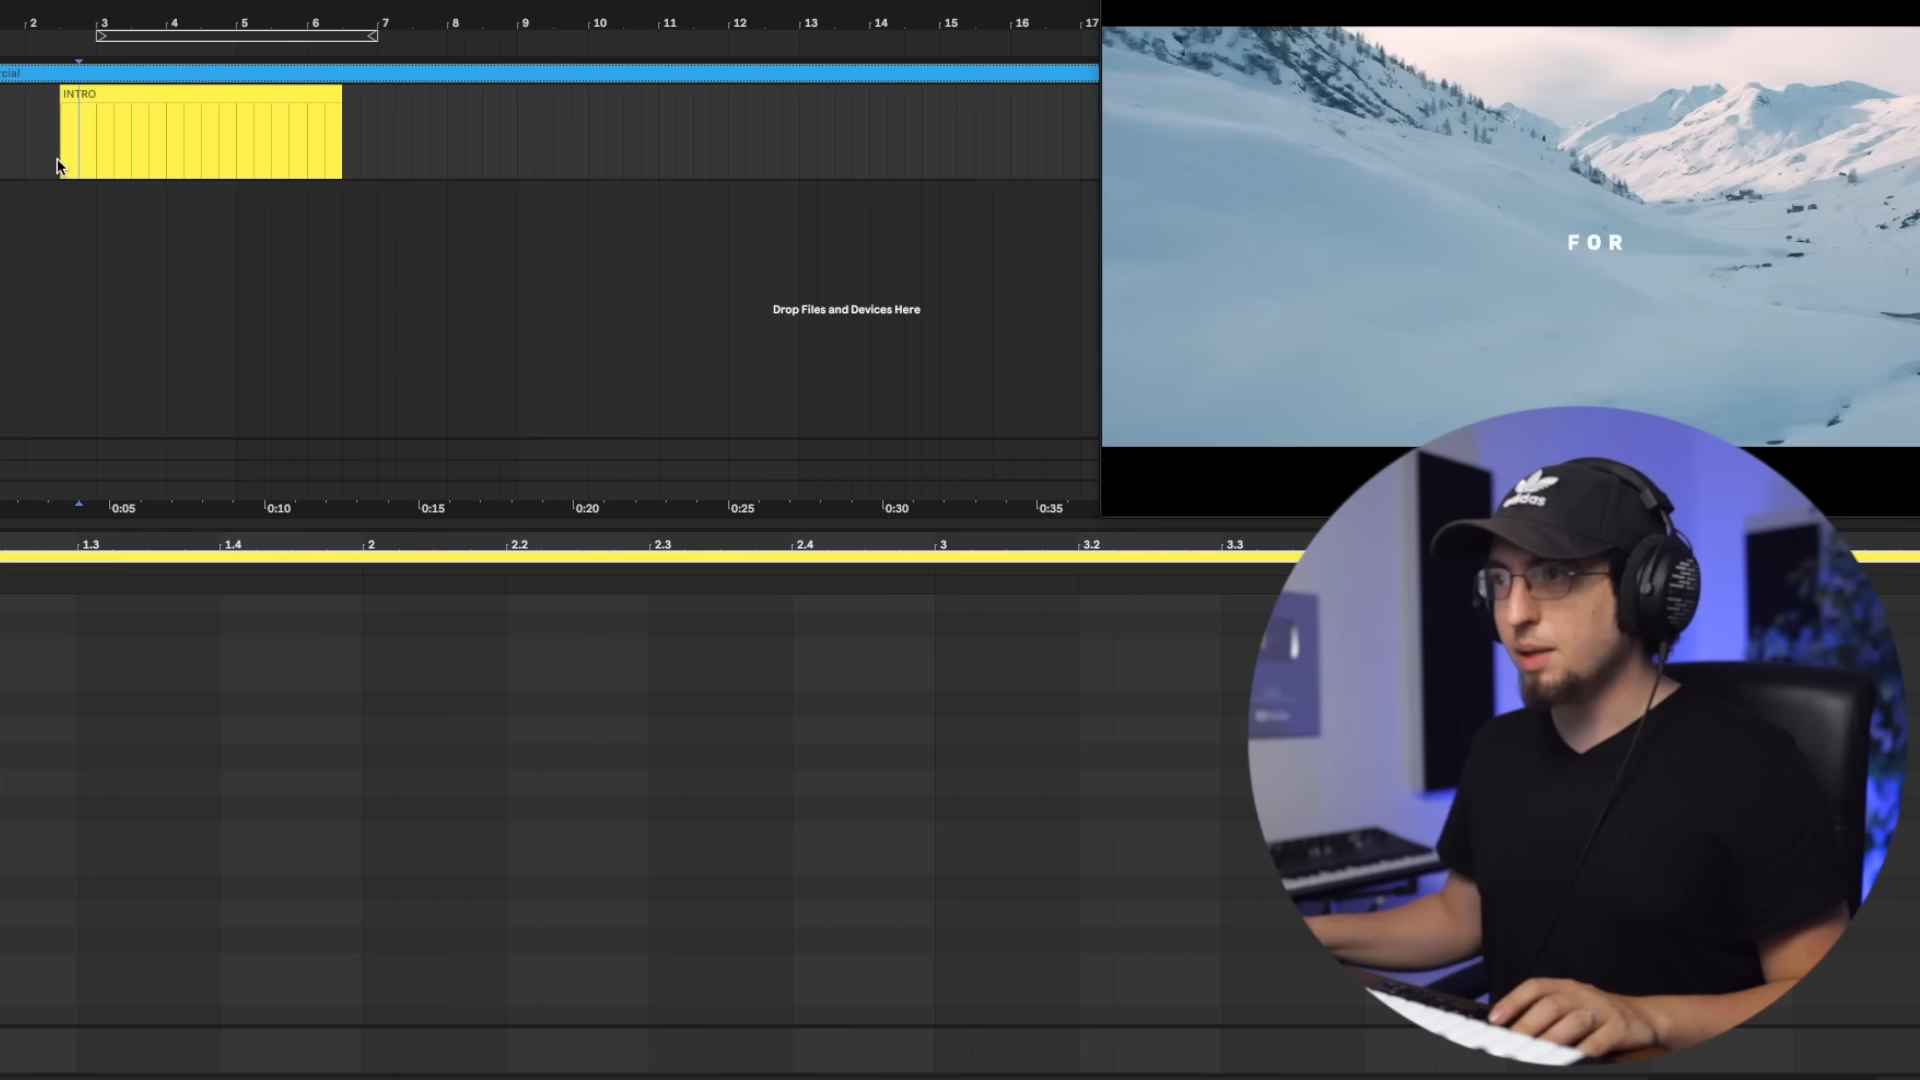 2 3 4 5 6 7 8 9 10 11 12 13 14 15 16 17
rcial
INTRO
FOR
Drop Files and Devices Here
0:05 0:10 0:15 0:20 0:25 0:30 0:35
1.3 1.4 2 2.2 2.3 2.4 3 3.2 3.3
adidas